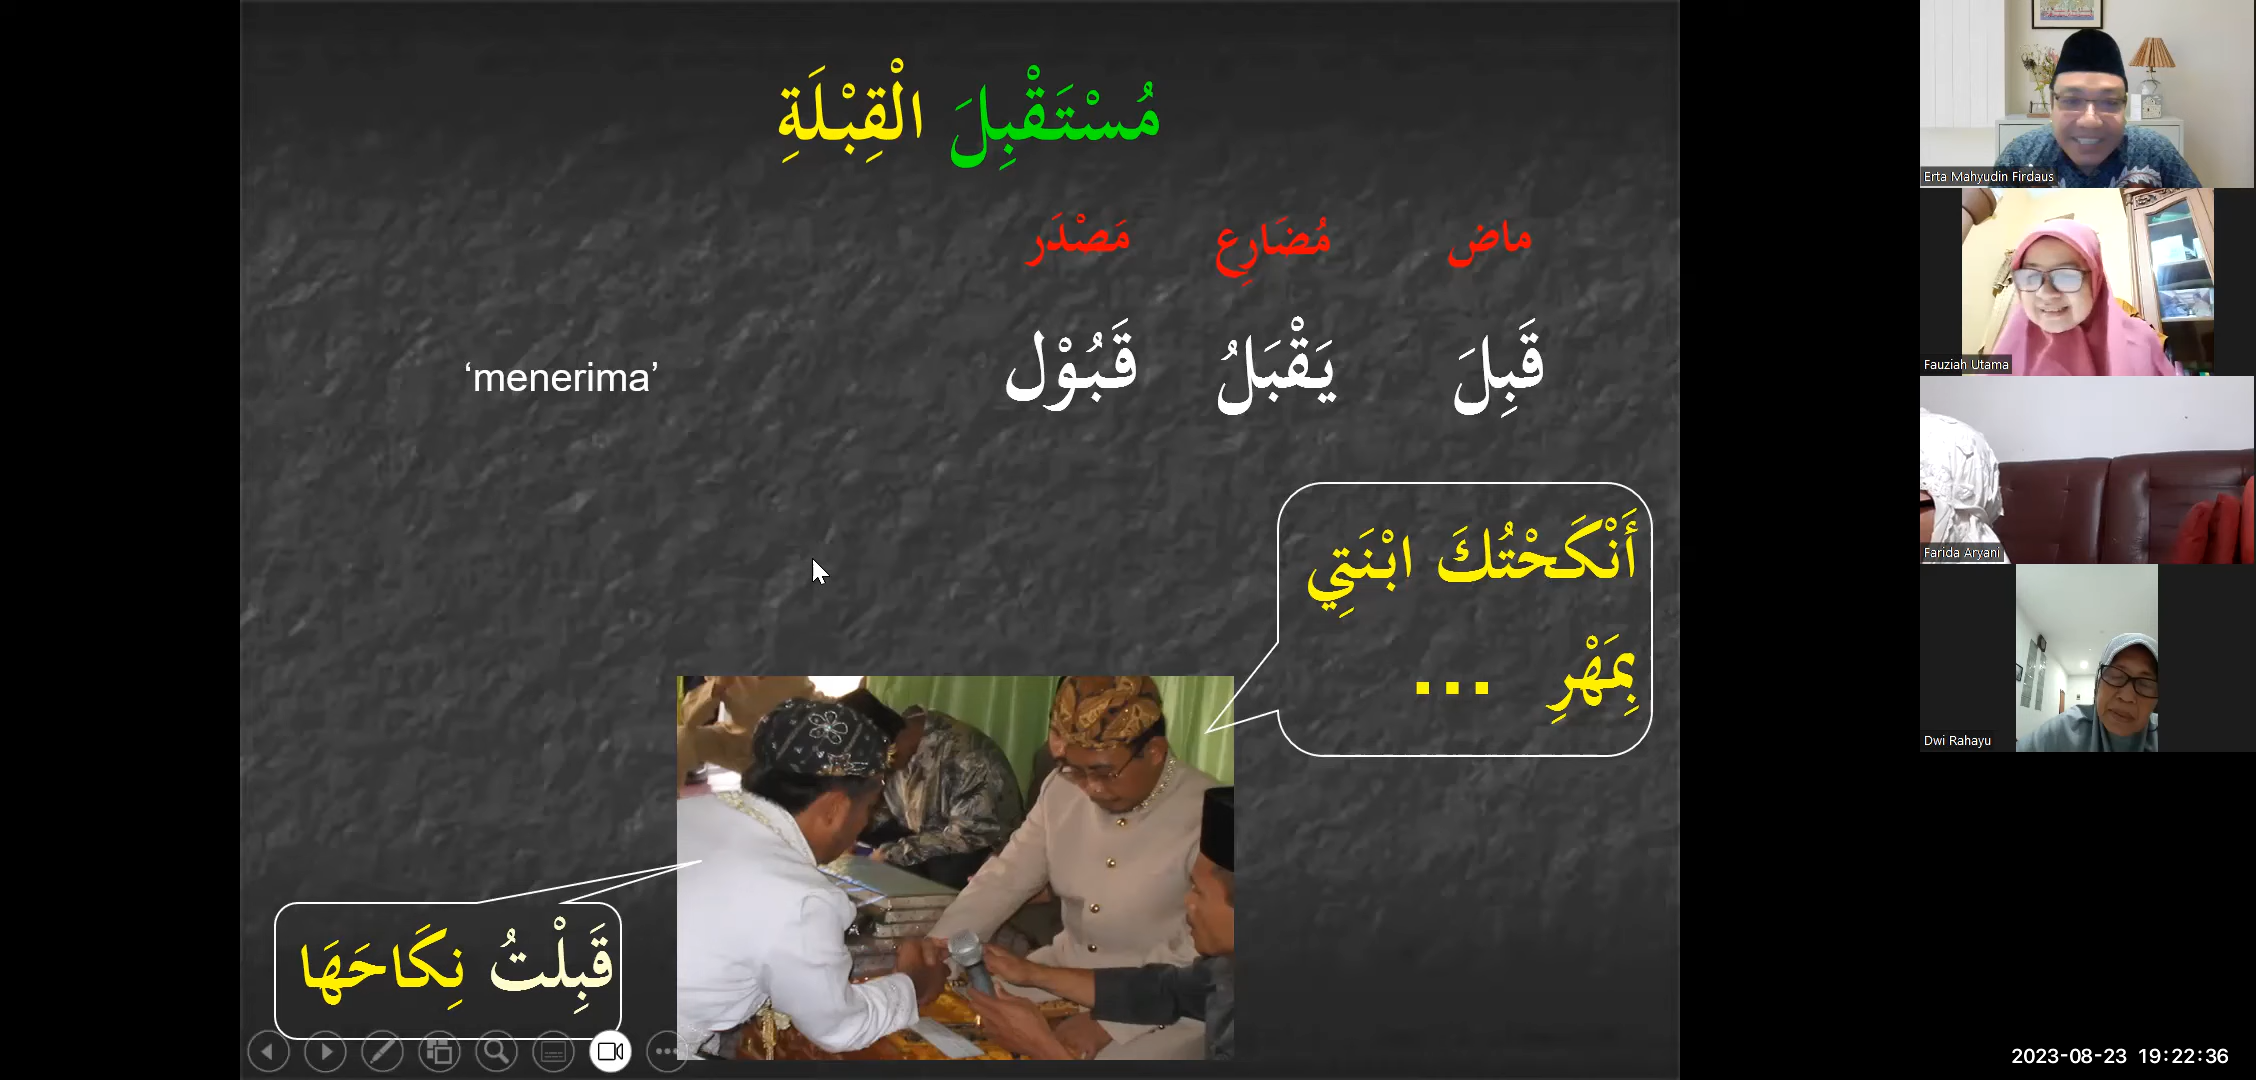 مُسْتَقْبِلَ الْقِبْلَةِ
ماض مُضَارِع مَصْدَر
قَبِلَ يَقْبَلُ قَبُوْل ‘menerima’
أَنْكَحْتُكَ ابْنَتِي
بِمَهْرِ ...
قَبِلْتُ نِكَاحَهَا
Erta Mahyudin Firdaus
Fauziah Utama
Farida Aryani
Dwi Rahayu
2023-08-23 19:22:36